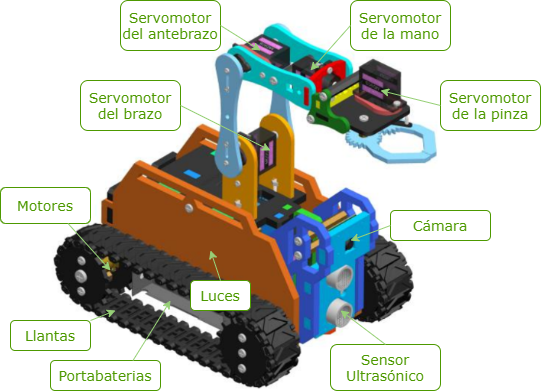 Servomotor
del antebrazo
Servomotor
de la mano
Servomotor
del brazo
Servomotor
de la pinza
Motores
Cámara
Luces
Llantas
Portabaterias
Sensor
Ultrasónico